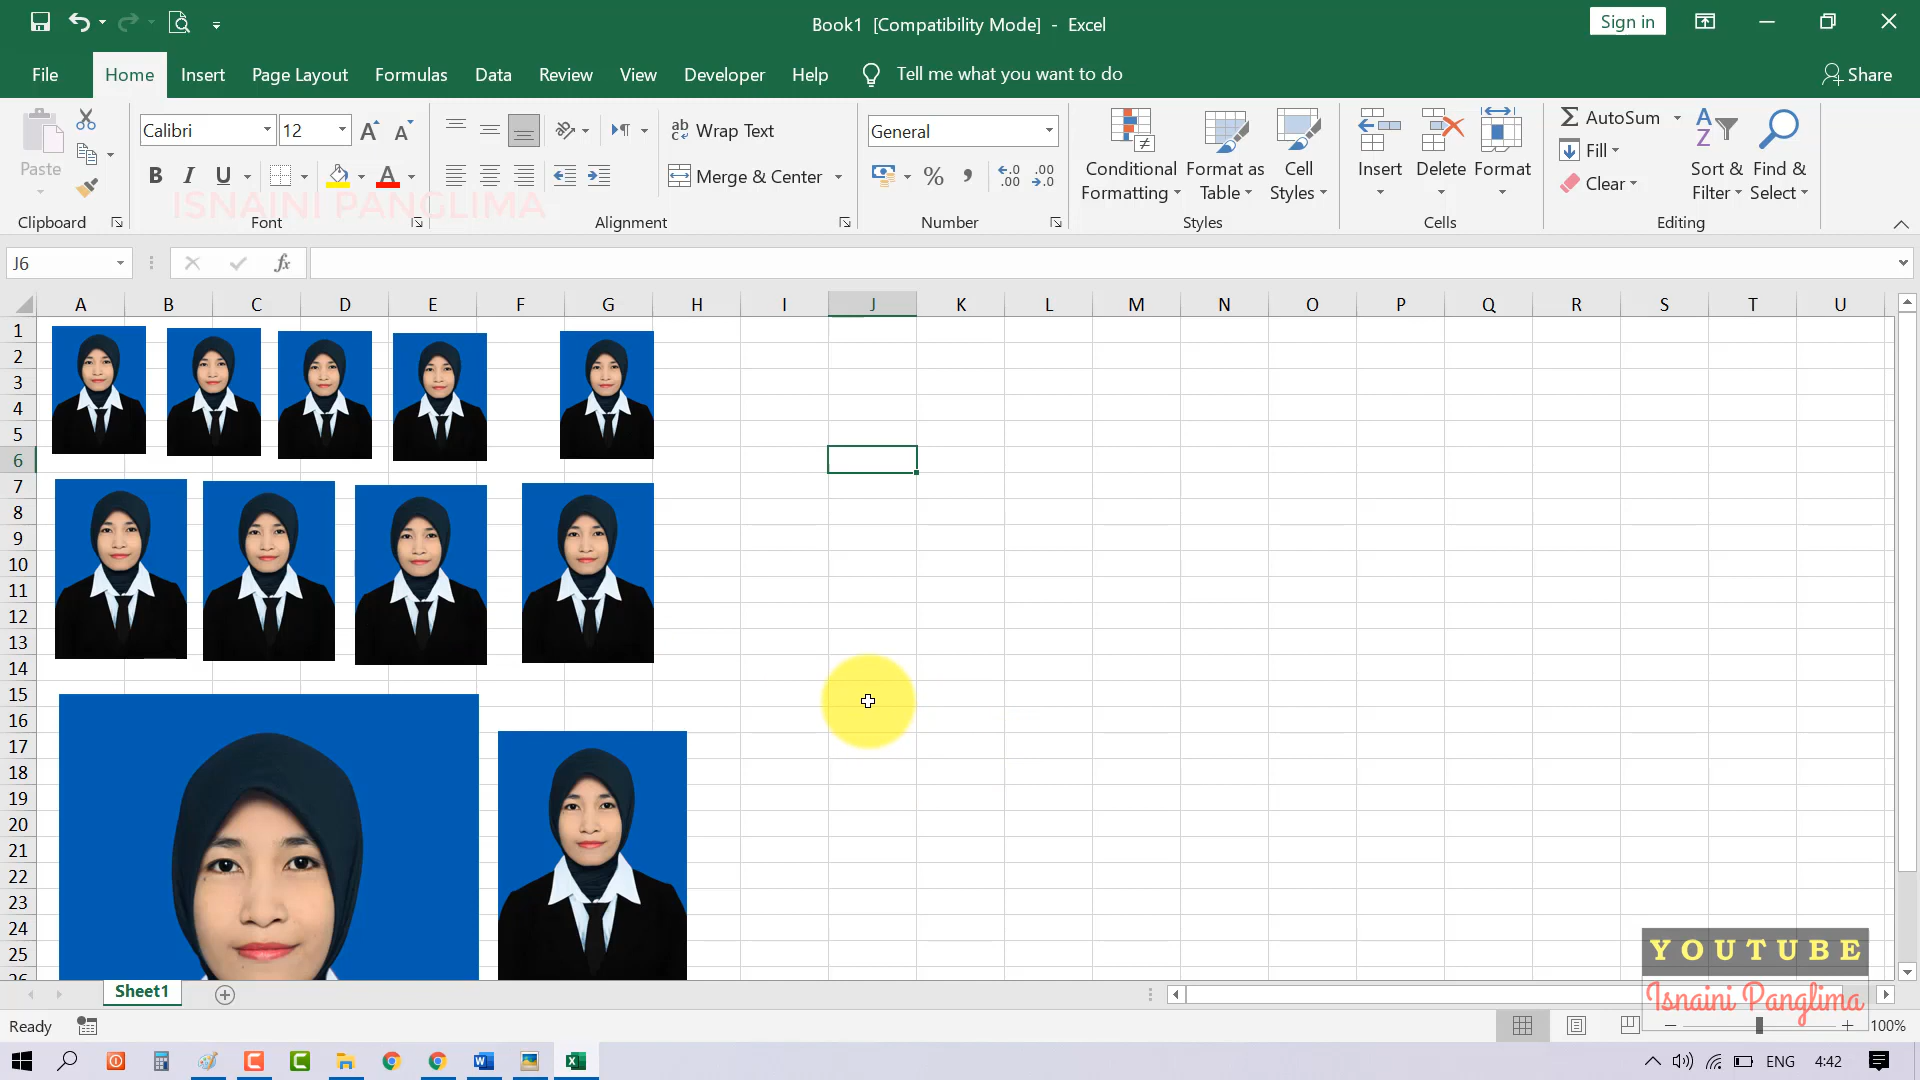 Book1 [Compatibility Mode] - Excel
Sign in
File Home Insert Page Layout Formulas Data Review View Developer Help Tell me what you want to do
Share
Paste
Clipboard
Calibri 12
B I U
ISNAINI PANGLIMA
Font
Wrap Text
Merge & Center
Alignment
General
Number
Conditional Formatting
Format as Table
Cell Styles
Styles
Insert
Delete
Format
Cells
AutoSum
Fill
Clear
Sort & Filter
Find & Select
Editing
J6
fx
A B C D E F G H I J K L M N O P Q R S T U
1
2
3
4
5
6
7
8
9
10
11
12
13
14
15
16
17
18
19
20
21
22
23
24
25
26
YOUTUBE
Isnaini Panglima
Sheet1
Ready
100%
ENG
4:42